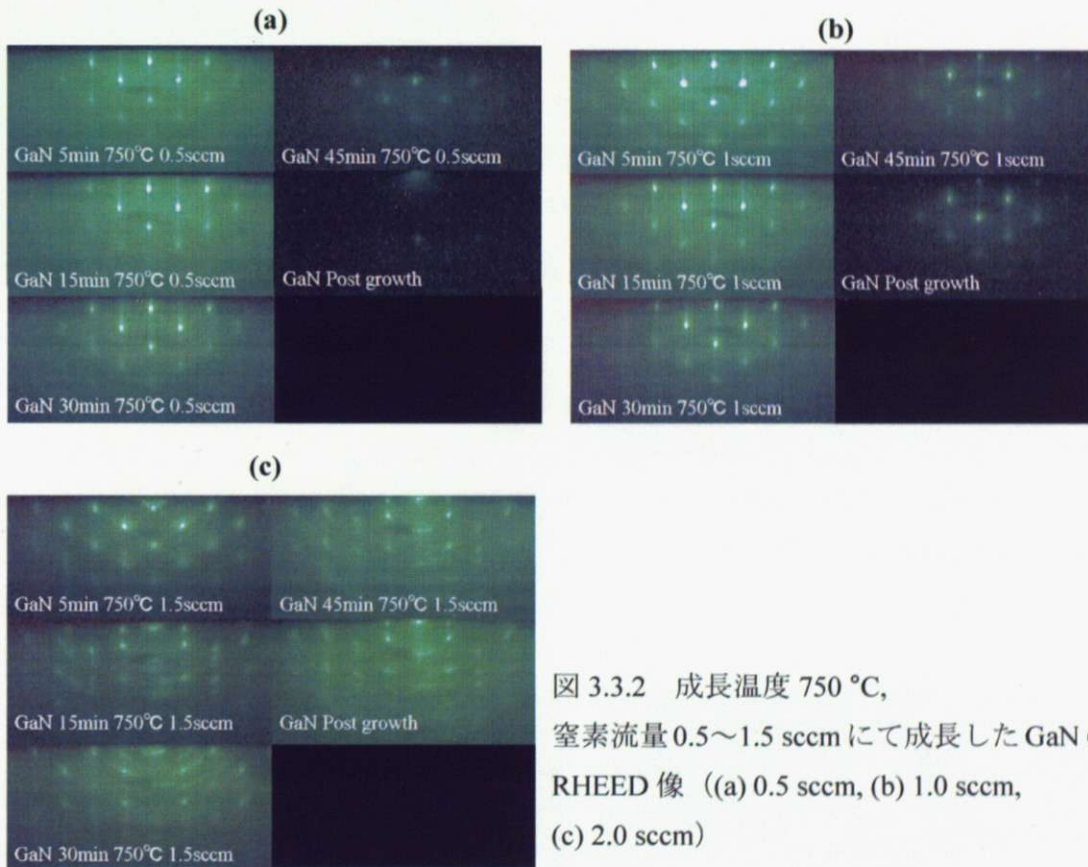 (a)
GaN 5min 750℃ 0.5sccm
GaN 45min 750℃ 0.5sccm
GaN 15min 750℃ 0.5sccm
GaN Post growth
GaN 30min 750℃ 0.5sccm
(b)
GaN 5min 750℃ 1sccm
GaN 45min 750℃ 1sccm
GaN 15min 750℃ 1sccm
GaN Post growth
GaN 30min 750℃ 1sccm
(c)
GaN 5min 750℃ 1.5sccm
GaN 45min 750℃ 1.5sccm
GaN 15min 750℃ 1.5sccm
GaN Post growth
GaN 30min 750℃ 1.5sccm
図 3.3.2 成長温度 750 °C,
窒素流量 0.5～1.5 sccm にて成長した GaN
RHEED 像 ((a) 0.5 sccm, (b) 1.0 sccm,
(c) 2.0 sccm)